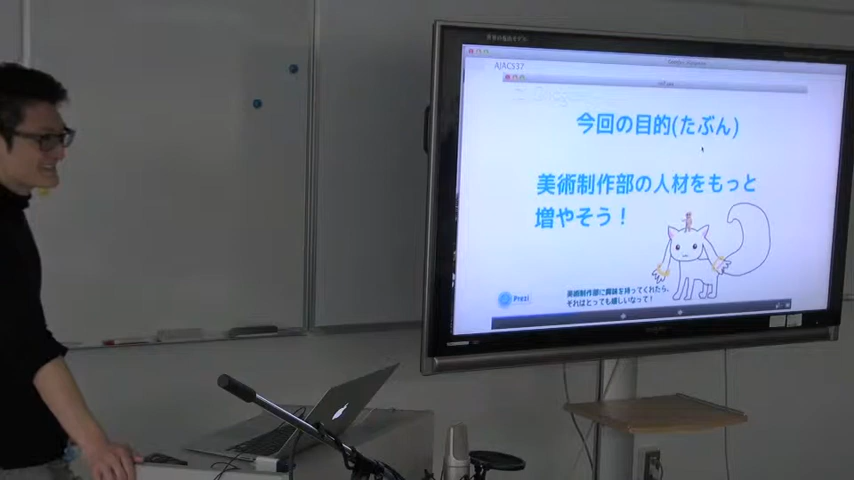 AJACS37
今回の目的(たぶん)
美術制作部の人材をもっと
増やそう！
美術制作部に興味を持ってくれたら、
それはとっても嬉しいなって！
Prezi